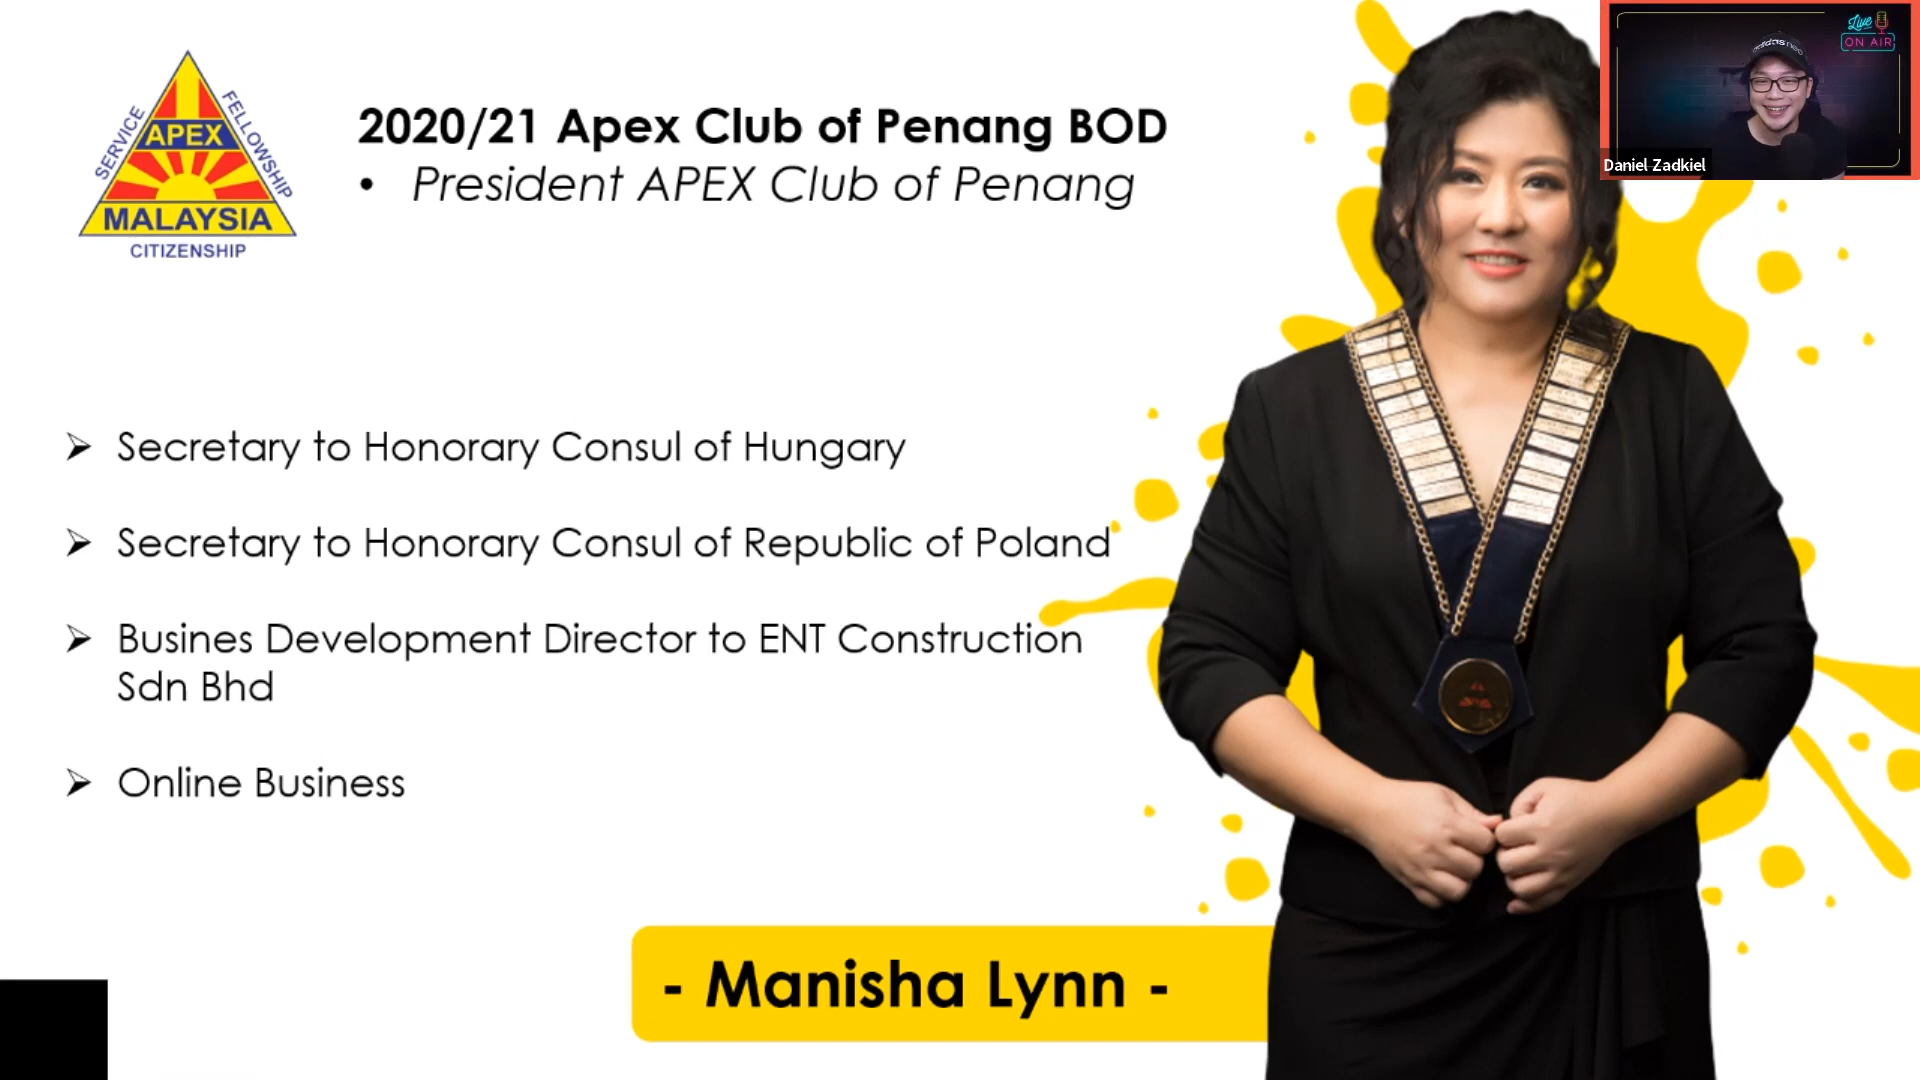 SERVICE
FELLOWSHIP
APEX
MALAYSIA
CITIZENSHIP
2020/21 Apex Club of Penang BOD
• President APEX Club of Penang
Live
ON AIR
Daniel Zadkiel
➢ Secretary to Honorary Consul of Hungary
➢ Secretary to Honorary Consul of Republic of Poland
➢ Busines Development Director to ENT Construction
Sdn Bhd
➢ Online Business
- Manisha Lynn -